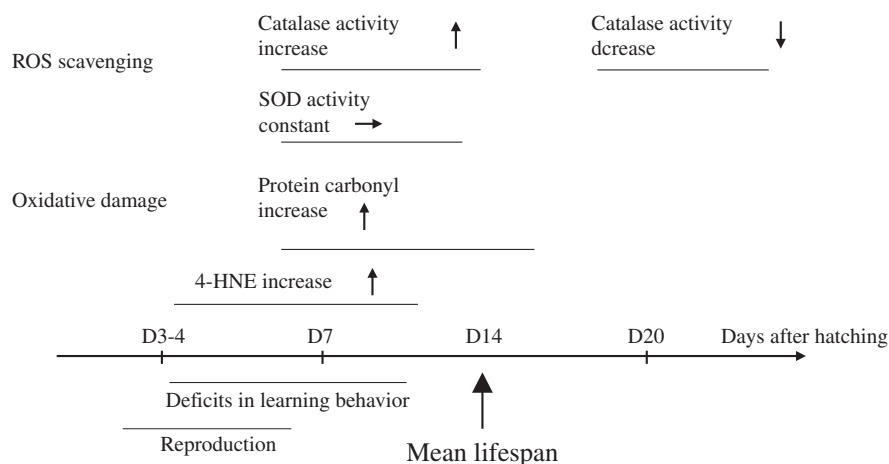 Catalase activity
increase
Catalase activity
dcrease
ROS scavenging
SOD activity
constant
Protein carbonyl
increase
Oxidative damage
4-HNE increase
D3-4
D7
D14
D20
Days after hatching
Deficits in learning behavior
Reproduction
Mean lifespan